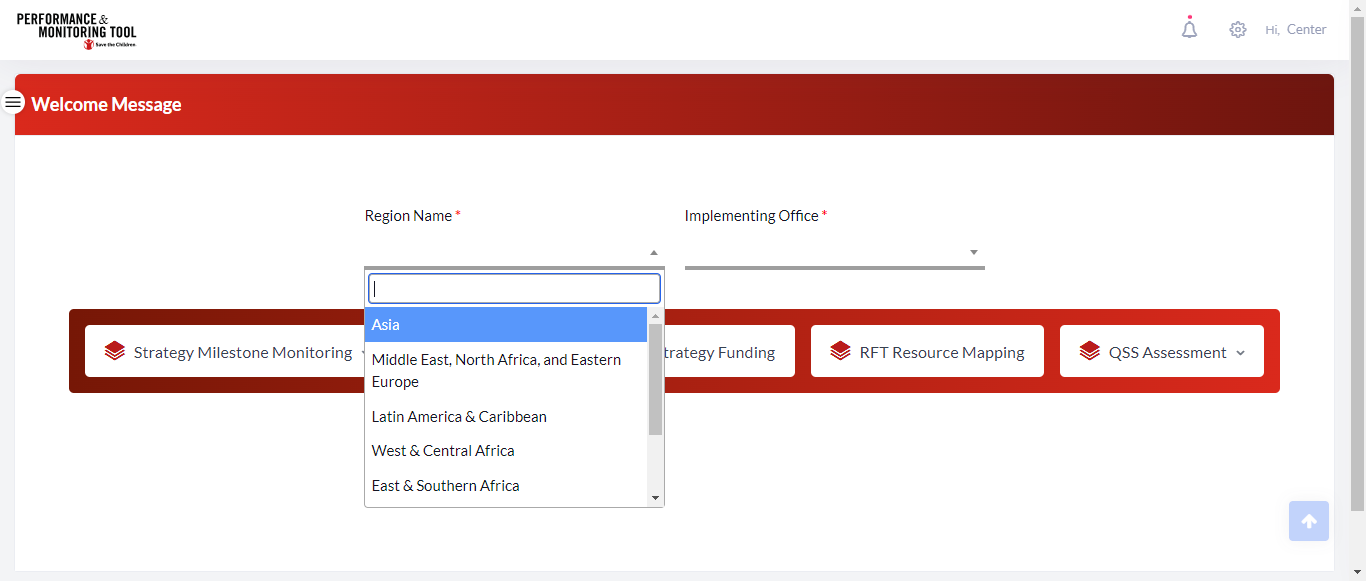 PERFORMANCE &
MONITORING TOOL
Save the Children
Hi, Center
Welcome Message
Region Name *
Implementing Office *
Asia
Middle East, North Africa, and Eastern
Europe
Latin America & Caribbean
West & Central Africa
East & Southern Africa
Strategy Milestone Monitoring
trategy Funding
RFT Resource Mapping
QSS Assessment